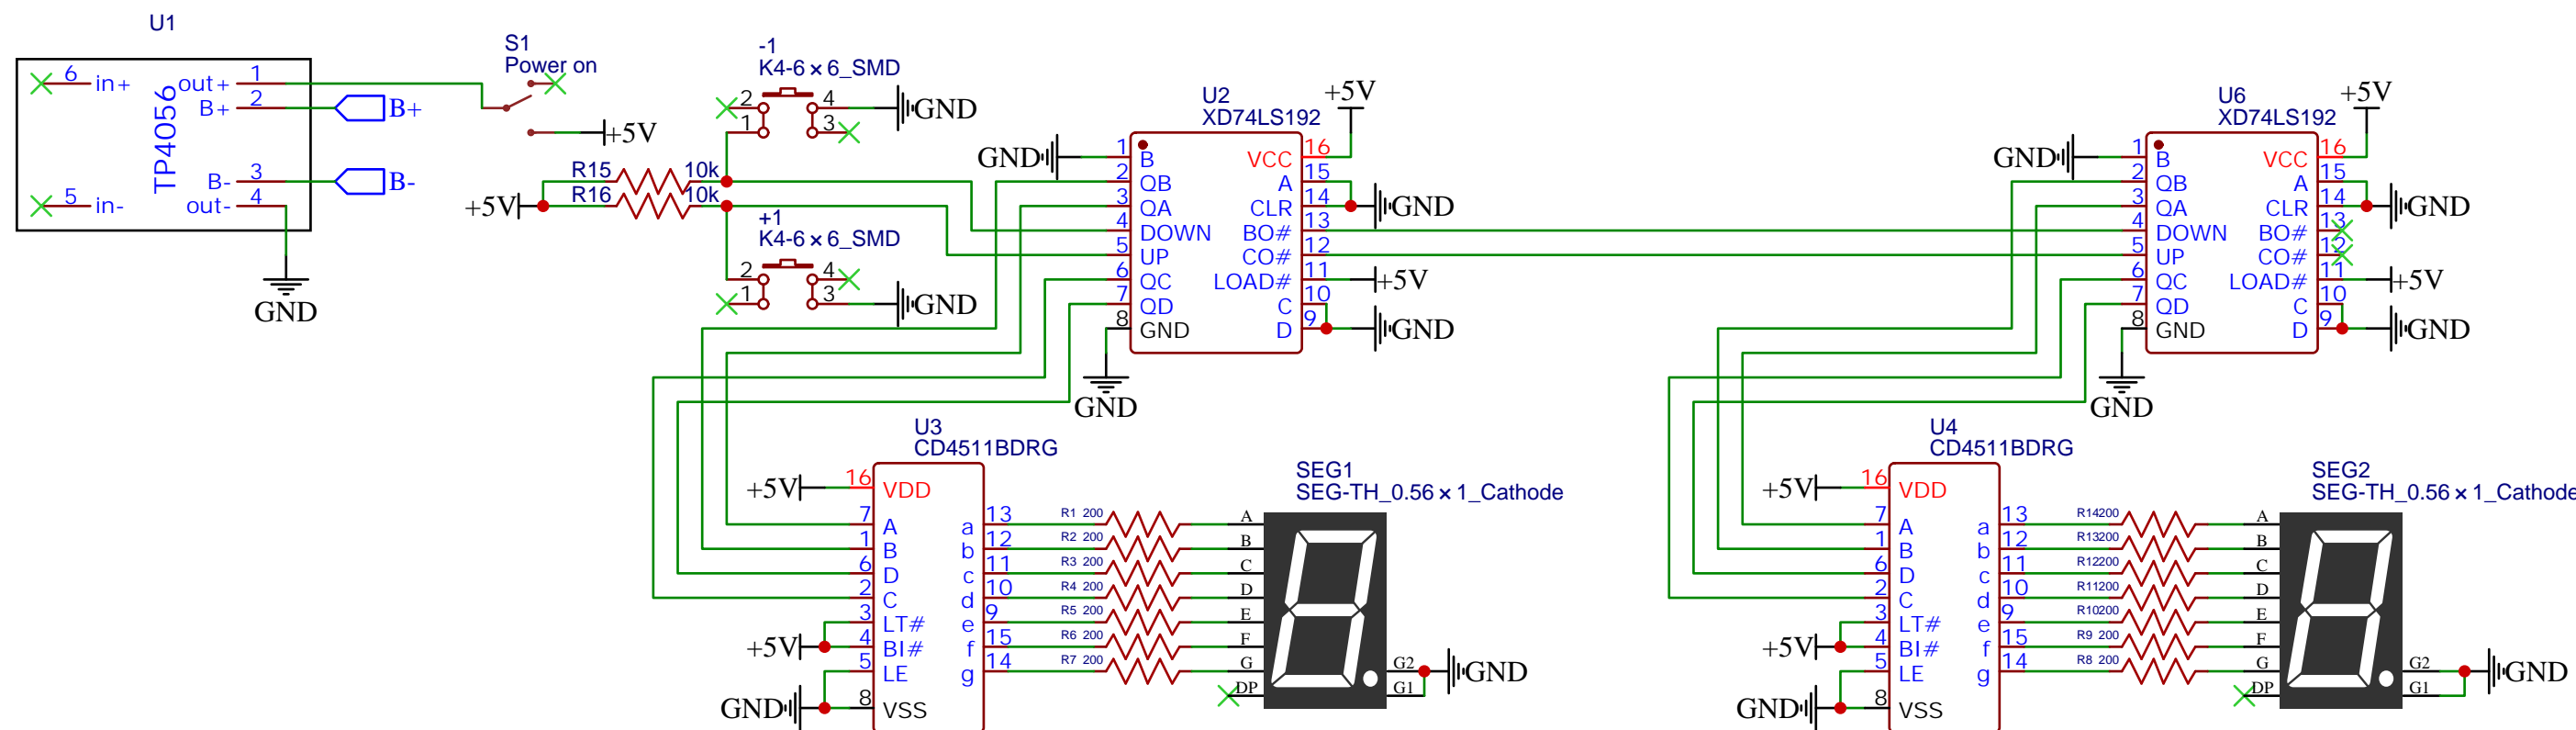 U1
6 in+
out+ 1
B+ 2
TP4056
B- 3
5 in-
out- 4
B+
B-
GND
S1
Power on
+5V
-1
K4-6×6_SMD
2 4
1 3
GND
R15 10k
R16 10k
+5V
+1
K4-6×6_SMD
2 4
1 3
GND
U2
XD74LS192
+5V
GND
1 B VCC 16
2 QB A 15
3 QA CLR 14
4 DOWN BO# 13
5 UP CO# 12
6 QC LOAD# 11
7 QD C 10
8 GND D 9
GND
+5V
GND
GND
U6
XD74LS192
+5V
GND
1 B VCC 16
2 QB A 15
3 QA CLR 14
4 DOWN BO# 13
5 UP CO# 12
6 QC LOAD# 11
7 QD C 10
8 GND D 9
GND
+5V
GND
GND
U3
CD4511BDRG
+5V 16 VDD
7 A a 13
1 B b 12
6 D c 11
2 C d 10
3 LT# e 9
+5V 4 BI# f 15
5 LE g 14
GND 8 VSS
R1 200 A
R2 200 B
R3 200 C
R4 200 D
R5 200 E
R6 200 F
R7 200 G
DP
SEG1
SEG-TH_0.56×1_Cathode
G2
G1
GND
U4
CD4511BDRG
+5V 16 VDD
7 A a 13
1 B b 12
6 D c 11
2 C d 10
3 LT# e 9
+5V 4 BI# f 15
5 LE g 14
GND 8 VSS
R14200 A
R13200 B
R12200 C
R11200 D
R10200 E
R9 200 F
R8 200 G
DP
SEG2
SEG-TH_0.56×1_Cathode
G2
G1
GND